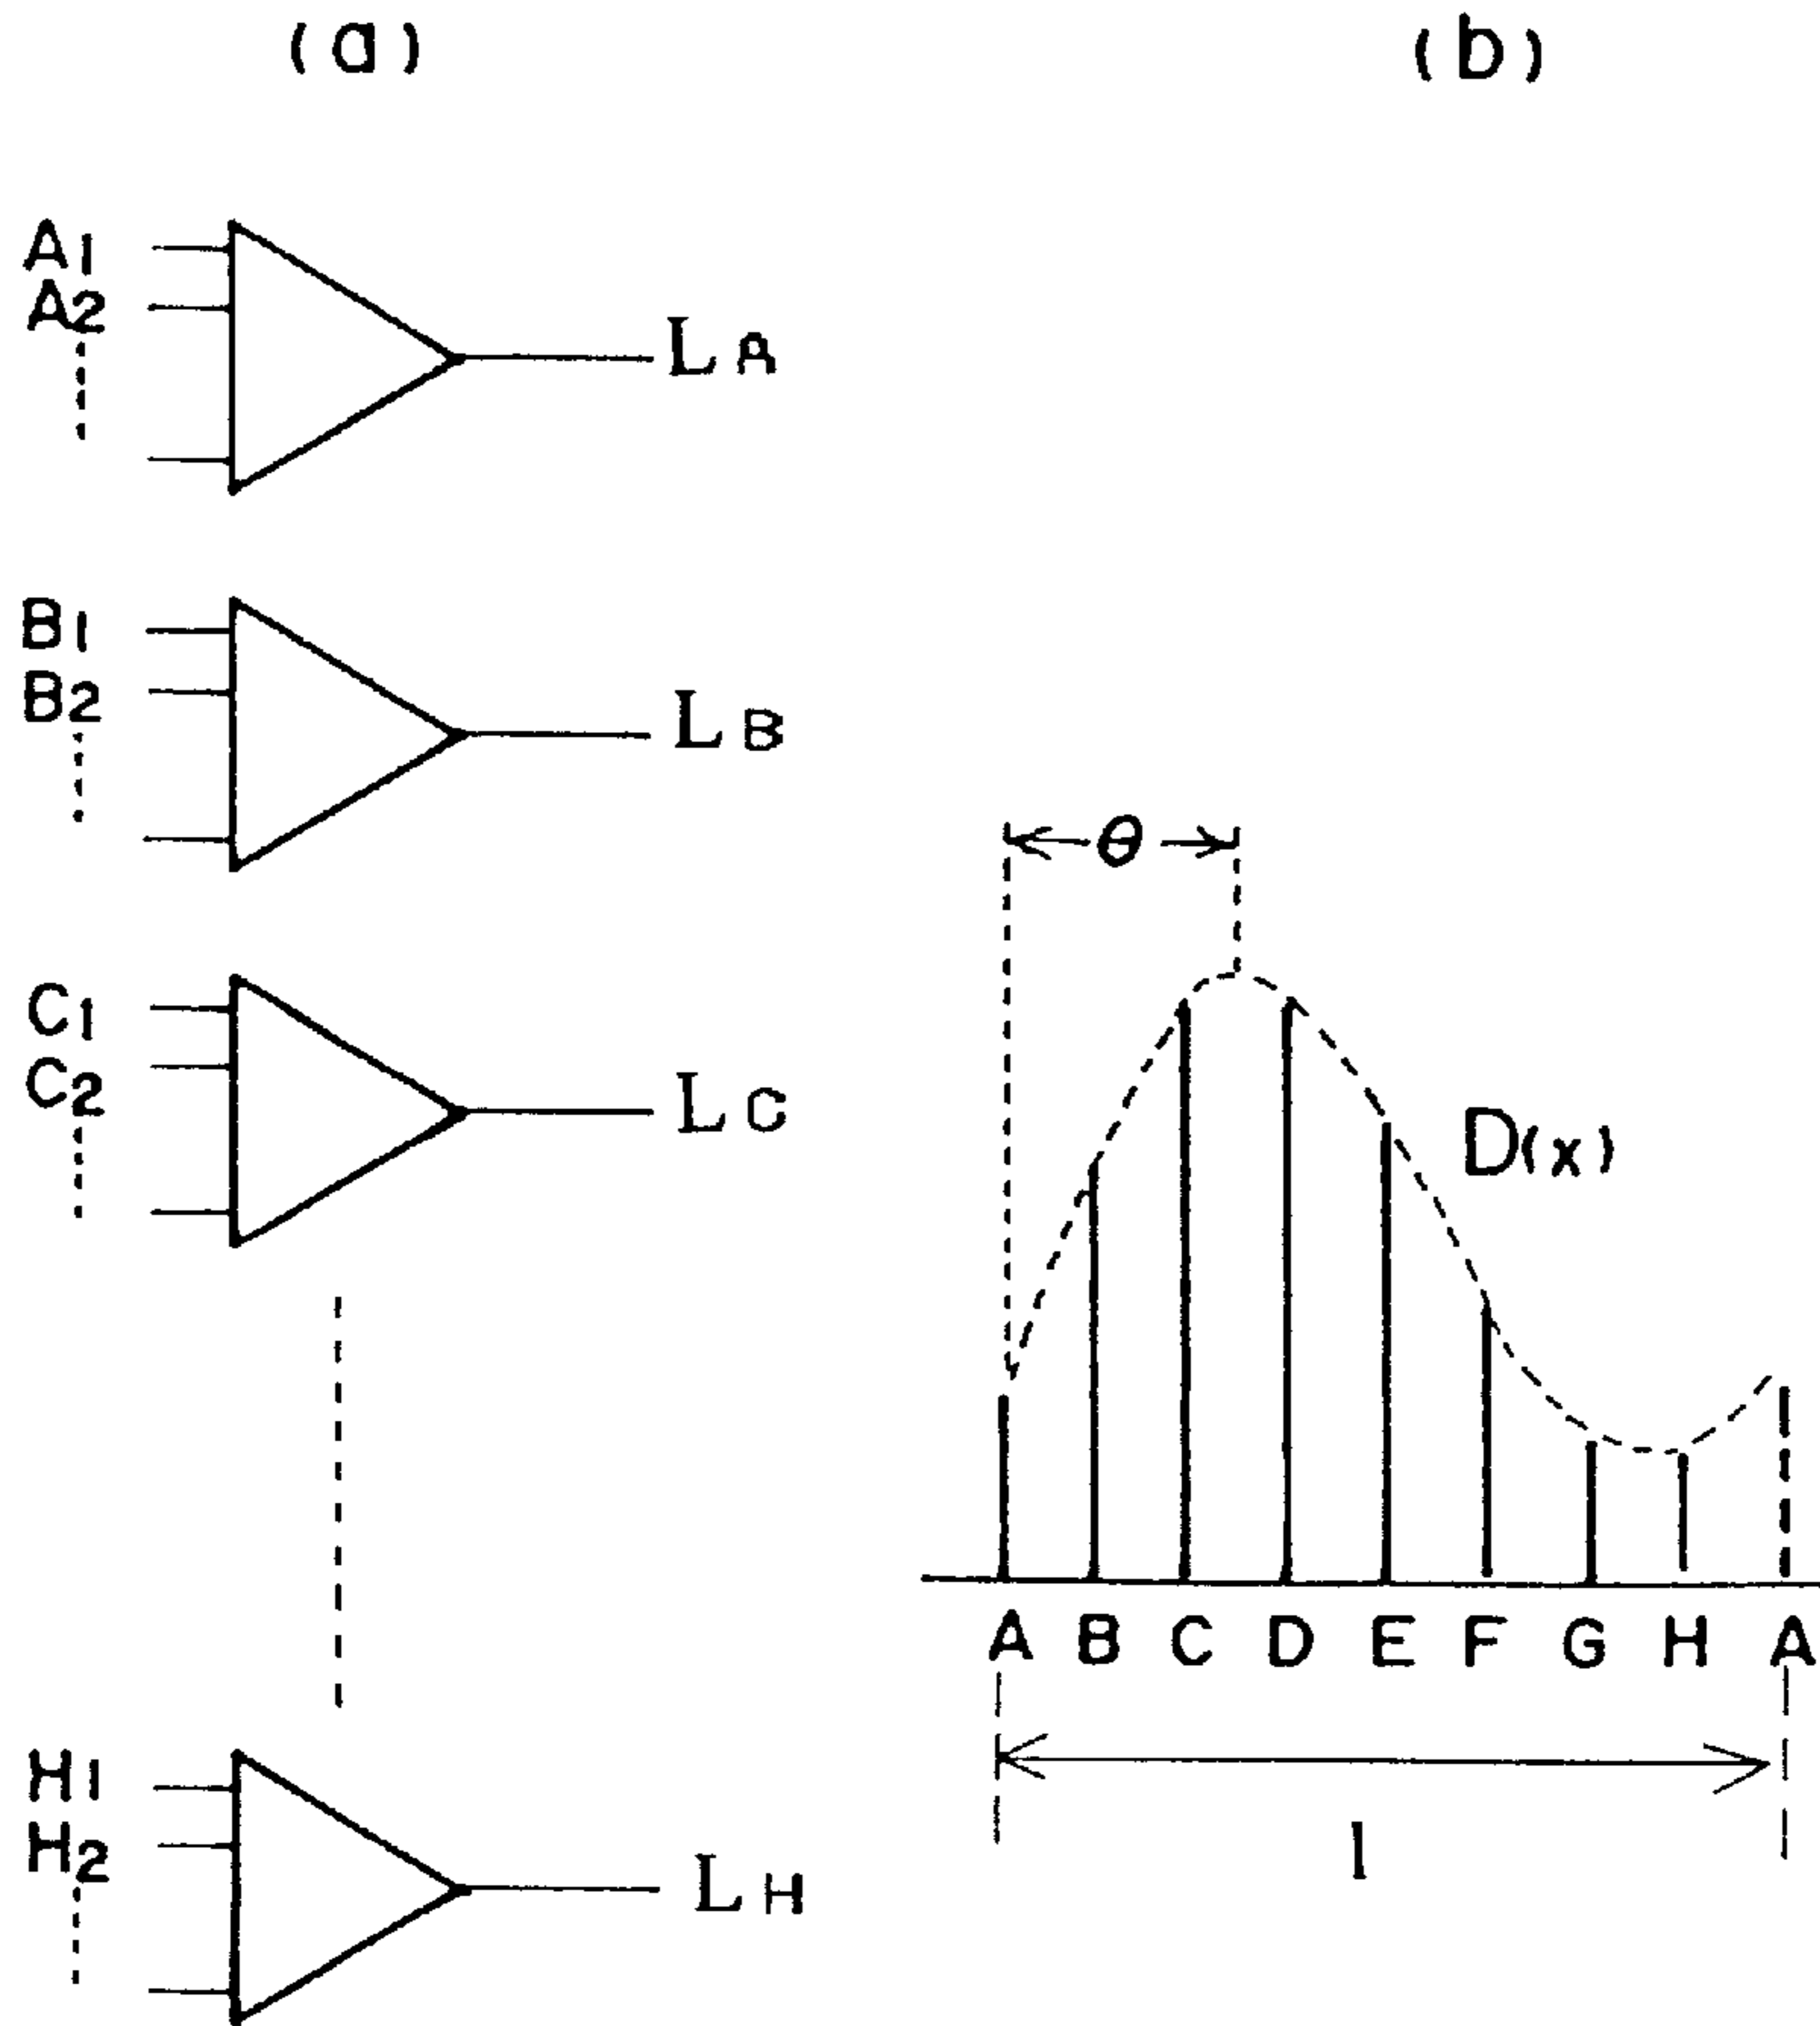 (a)
A1
A2
LA
B1
B2
LB
C1
C2
LC
H1
H2
LH
(b)
θ
D(x)
A B C D E F G H A
l